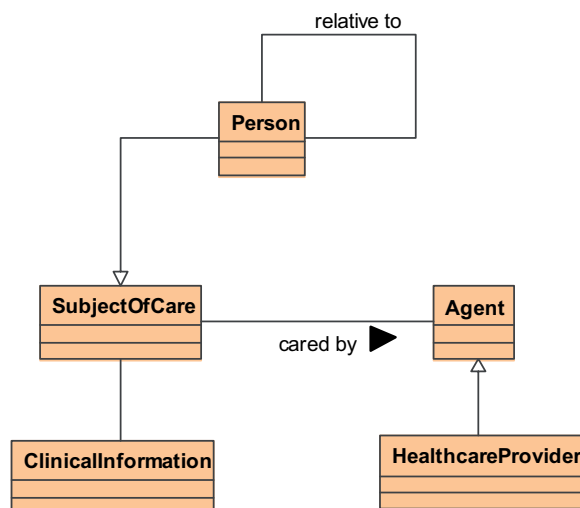 relative to
Person
SubjectOfCare
Agent
cared by
ClinicalInformation
HealthcareProvider